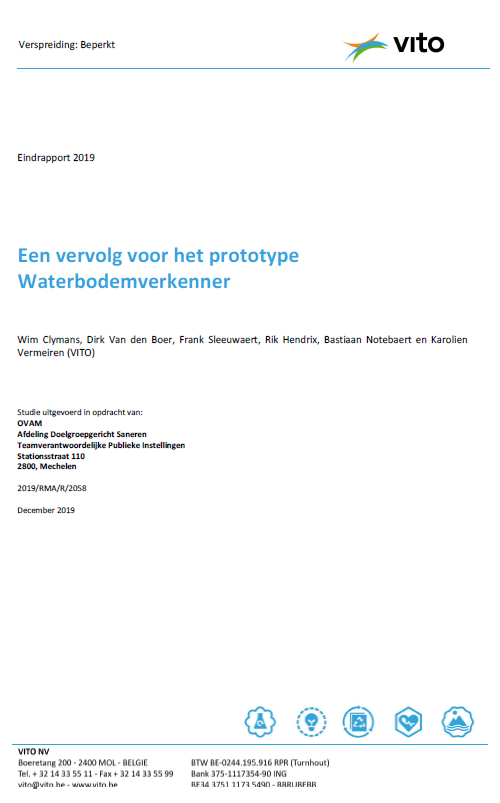 Verspreiding: Beperkt
vito
Eindrapport 2019
Een vervolg voor het prototype
Waterbodemverkenner
Wim Clymans, Dirk Van den Boer, Frank Sleeuwaert, Rik Hendrix, Bastiaan Notebaert en Karolien
Vermeiren (VITO)
Studie uitgevoerd in opdracht van:
OVAM
Afdeling Doelgroepgericht Saneren
Teamverantwoordelijke Publieke Instellingen
Stationsstraat 110
2800, Mechelen
2019/RMA/R/2058
December 2019
VITO NV
Boeretang 200 - 2400 MOL - BELGIE
Tel. + 32 14 33 55 11 - Fax + 32 14 33 55 99
vito@vito.be - www.vito.be
BTW BE-0244.195.916 RPR (Turnhout)
Bank 375-1117354-90 ING
BE34 3751 1173 5490 - BBRUBEBB